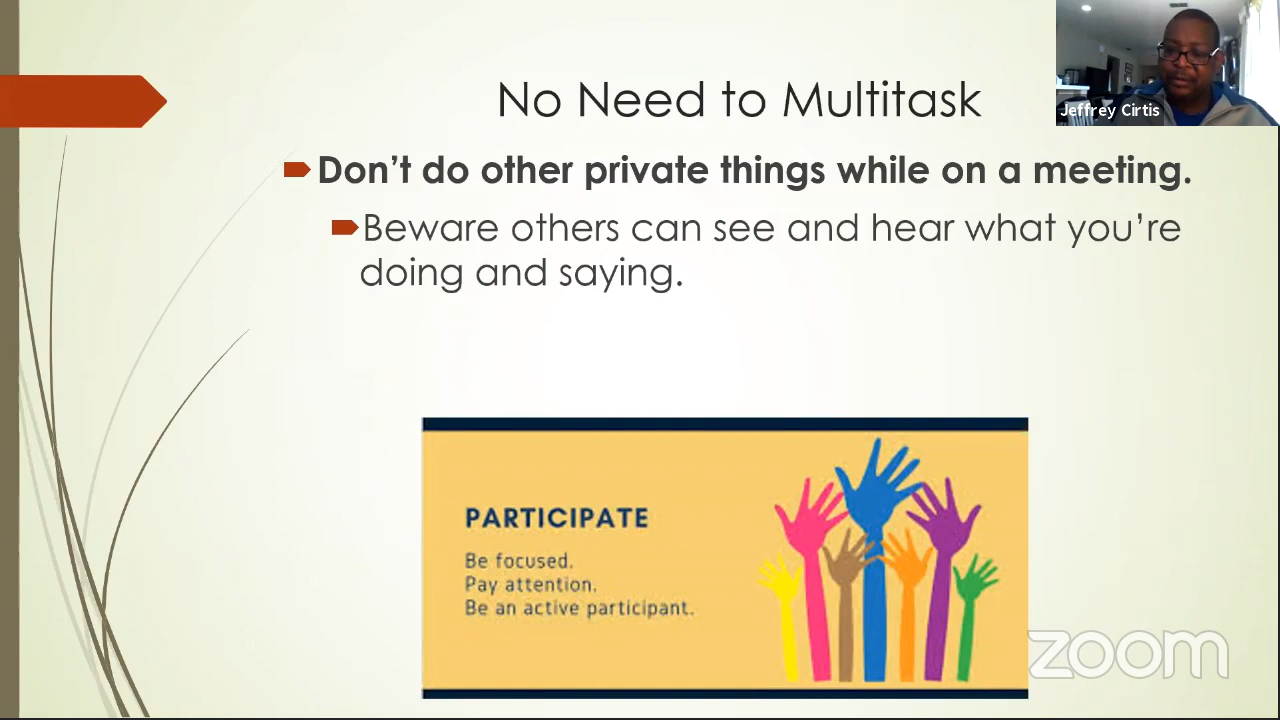 No Need to Multitask
Jeffrey Cirtis
Don't do other private things while on a meeting.
Beware others can see and hear what you're
doing and saying.
PARTICIPATE
Be focused.
Pay attention.
Be an active participant.
zoom